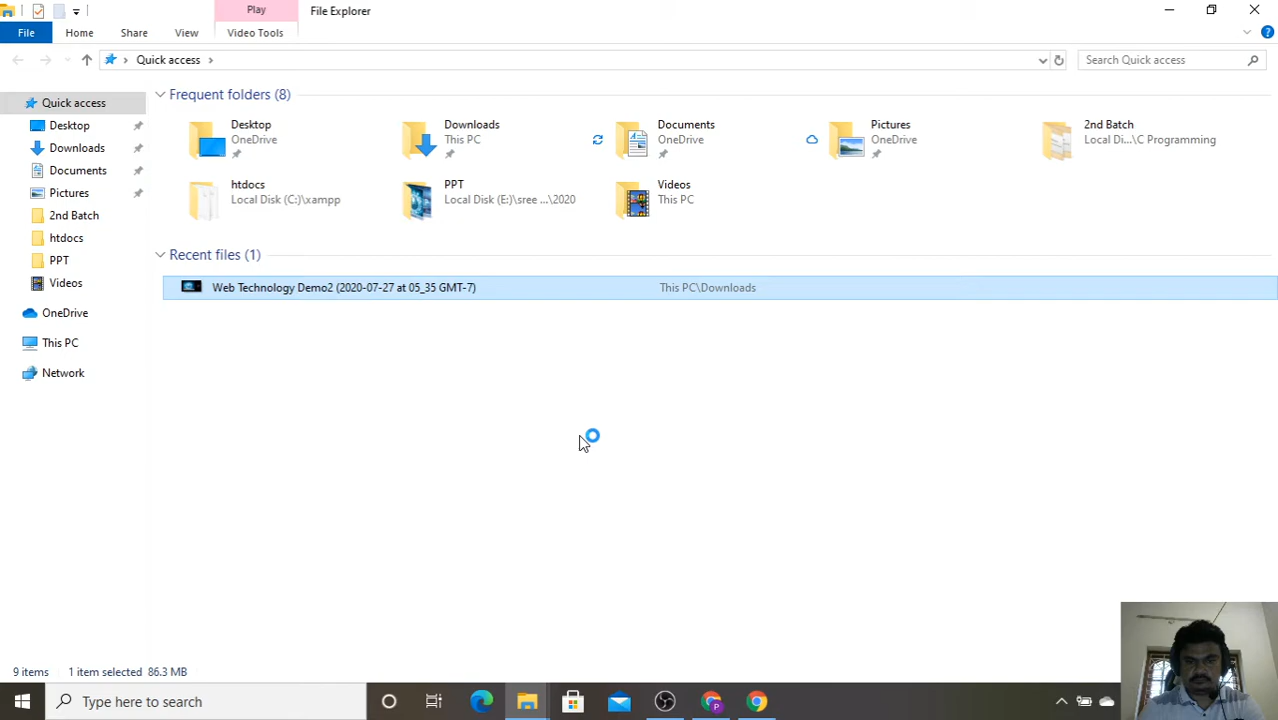 Play
File Explorer
File
Home
Share
View
Video Tools
Quick access
Search Quick access
Quick access
Desktop
Downloads
Documents
Pictures
2nd Batch
htdocs
PPT
Videos
OneDrive
This PC
Network
Frequent folders (8)
Desktop
OneDrive
Downloads
This PC
Documents
OneDrive
Pictures
OneDrive
2nd Batch
Local Di...\C Programming
htdocs
Local Disk (C:)\xampp
PPT
Local Disk (E:)\sree ...\2020
Videos
This PC
Recent files (1)
Web Technology Demo2 (2020-07-27 at 05_35 GMT-7)
This PC\Downloads
9 items
1 item selected 86.3 MB
Type here to search
P